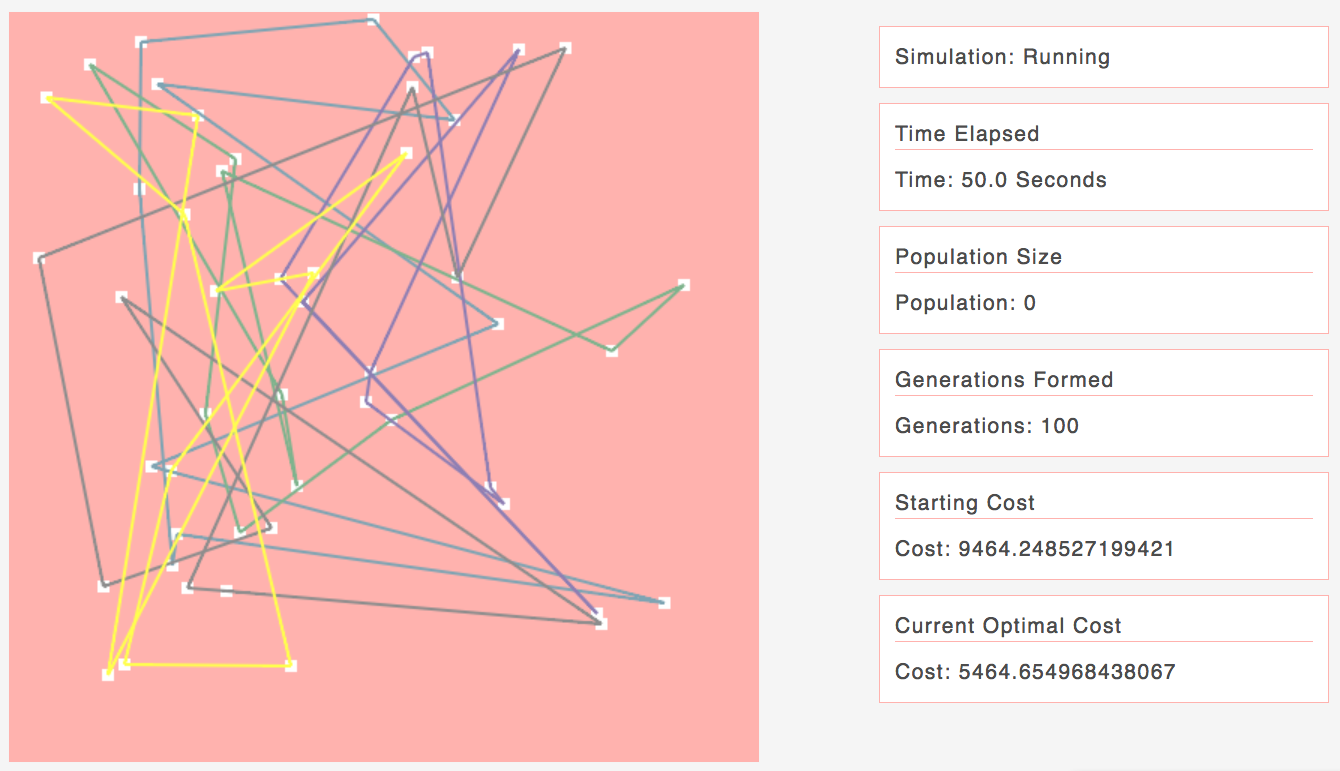 Simulation: Running
Time Elapsed
Time: 50.0 Seconds
Population Size
Population: 0
Generations Formed
Generations: 100
Starting Cost
Cost: 9464.248527199421
Current Optimal Cost
Cost: 5464.654968438067